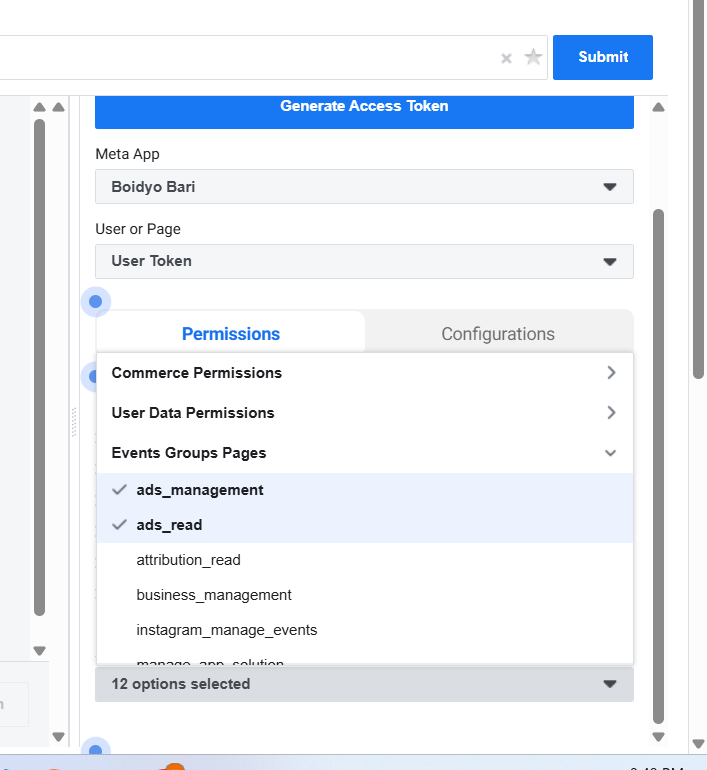 Submit
Generate Access Token
Meta App
Boidyo Bari
User or Page
User Token
Permissions
Configurations
Commerce Permissions
User Data Permissions
Events Groups Pages
ads_management
ads_read
attribution_read
business_management
instagram_manage_events
manage_app_solution
12 options selected